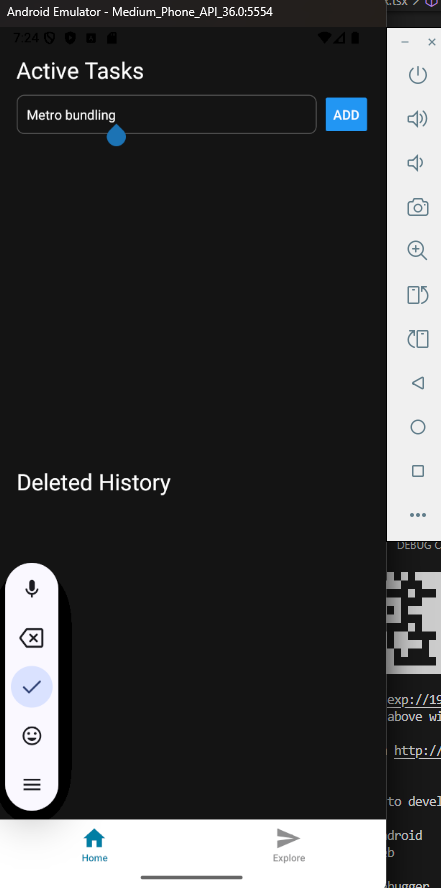 Android Emulator - Medium_Phone_API_36.0:5554
7:24
Active Tasks
Metro bundling
ADD
Deleted History
Home
Explore
.tsx
DEBUG C
exp://19
above wi
http://
to devel
droid